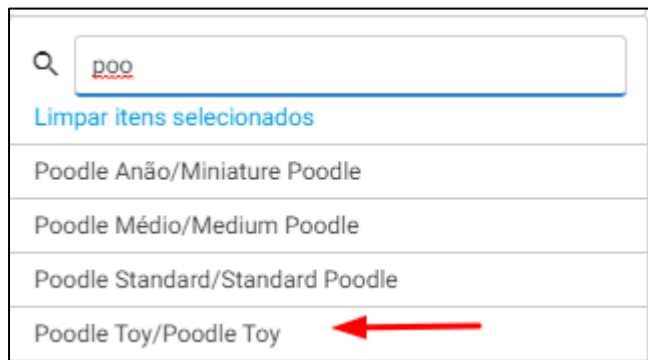 poo
Limpar itens selecionados
Poodle Anão/Miniature Poodle
Poodle Médio/Medium Poodle
Poodle Standard/Standard Poodle
Poodle Toy/Poodle Toy